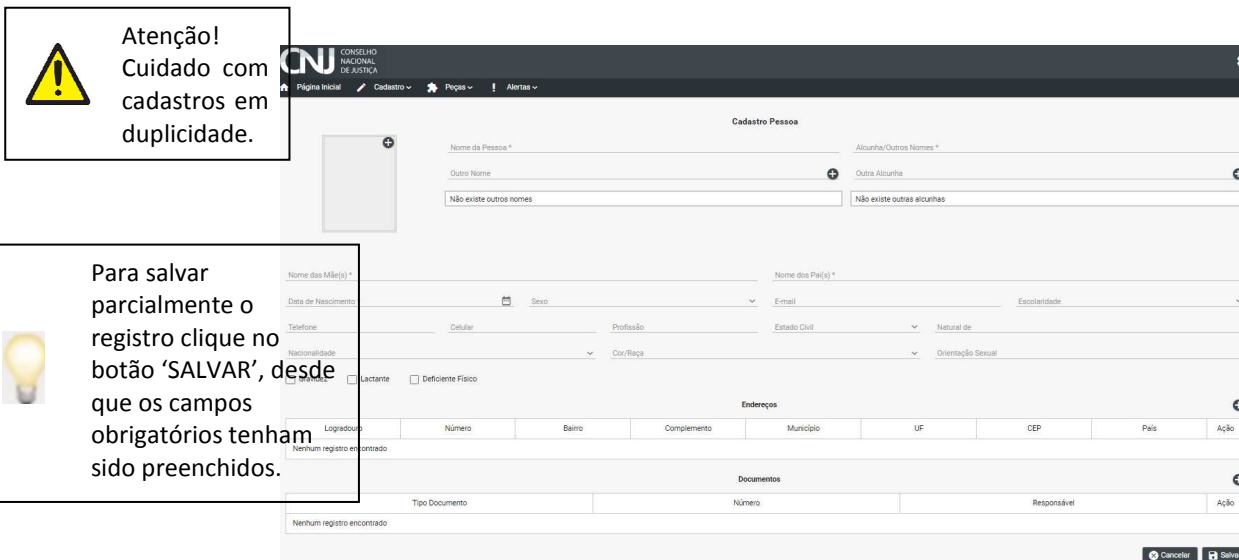 Atenção!
Cuidado com
cadastros em
duplicidade.
CNJ CONSELHO
NACIONAL
DE JUSTIÇA
Página Inicial Cadastro Peças Alertas
Cadastro Pessoa
Nome da Pessoa * Alcunha/Outros Nomes *
Outro Nome Outra Alcunha
Não existe outros nomes Não existe outras alcunhas
Para salvar
parcialmente o
registro clique no
botão ‘SALVAR’, desde
que os campos
obrigatórios tenham
sido preenchidos.
Nome das Mãe(s) * Nome dos Pai(s) *
Data de Nascimento Sexo E-mail Escolaridade
Telefone Celular Profissão Estado Civil Natural de
Nacionalidade Cor/Raça Orientação Sexual
Lactante Deficiente Físico
Endereços
Logradouro Número Bairro Complemento Município UF CEP País Ação
Nenhum registro encontrado
Documentos
Tipo Documento Número Responsável Ação
Nenhum registro encontrado
Cancelar Salvar